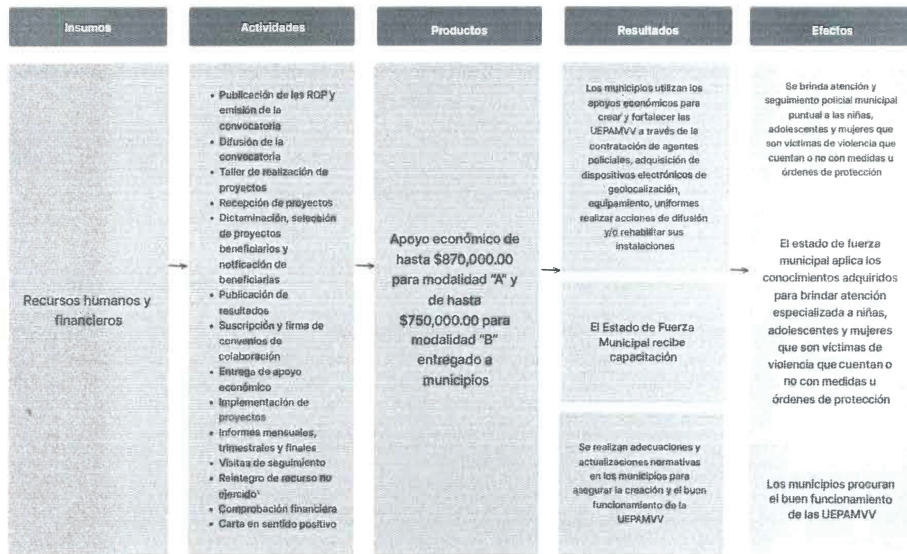 Insumos
Actividades
Productos
Resultados
Efectos
Recursos humanos y
financieros
• Publicación de las ROP y
emisión de la
convocatoria
• Difusión de la
convocatoria
• Taller de realización de
proyectos
• Recepción de proyectos
• Dictaminación, selección
de proyectos
beneficiarios y
notificación de
beneficiarias
• Publicación de
resultados
• Suscripción y firma de
convenios de
colaboración
• Entrega de apoyo
económico
• Implementación de
proyectos
• Informes mensuales,
trimestrales y finales
• Visitas de seguimiento
• Reintegro de recurso no
ejercido
• Comprobación financiera
• Carta en sentido positivo
Apoyo económico de
hasta $870,000.00
para modalidad "A" y
de hasta
$750,000.00 para
modalidad "B"
entregado a
municipios
Los municipios utilizan los
apoyos económicos para
crear y fortalecer las
UEPAMVV a través de la
contratación de agentes
policiales, adquisición de
dispositivos electrónicos de
geolocalización,
equipamiento, uniformes
realizar acciones de difusión
y/o rehabilitar sus
instalaciones
El Estado de Fuerza
Municipal recibe
capacitación
Se realizan adecuaciones y
actualizaciones normativas
en los municipios para
asegurar la creación y el buen
funcionamiento de la
UEPAMVV
Se brinda atención y
seguimiento policial municipal
puntual a las niñas,
adolescentes y mujeres que
son víctimas de violencia que
cuentan o no con medidas u
órdenes de protección
El estado de fuerza
municipal aplica los
conocimientos adquiridos
para brindar atención
especializada a niñas,
adolescentes y mujeres
que son víctimas de
violencia que cuentan o
no con medidas u
órdenes de protección
Los municipios procuran
el buen funcionamiento
de las UEPAMVV